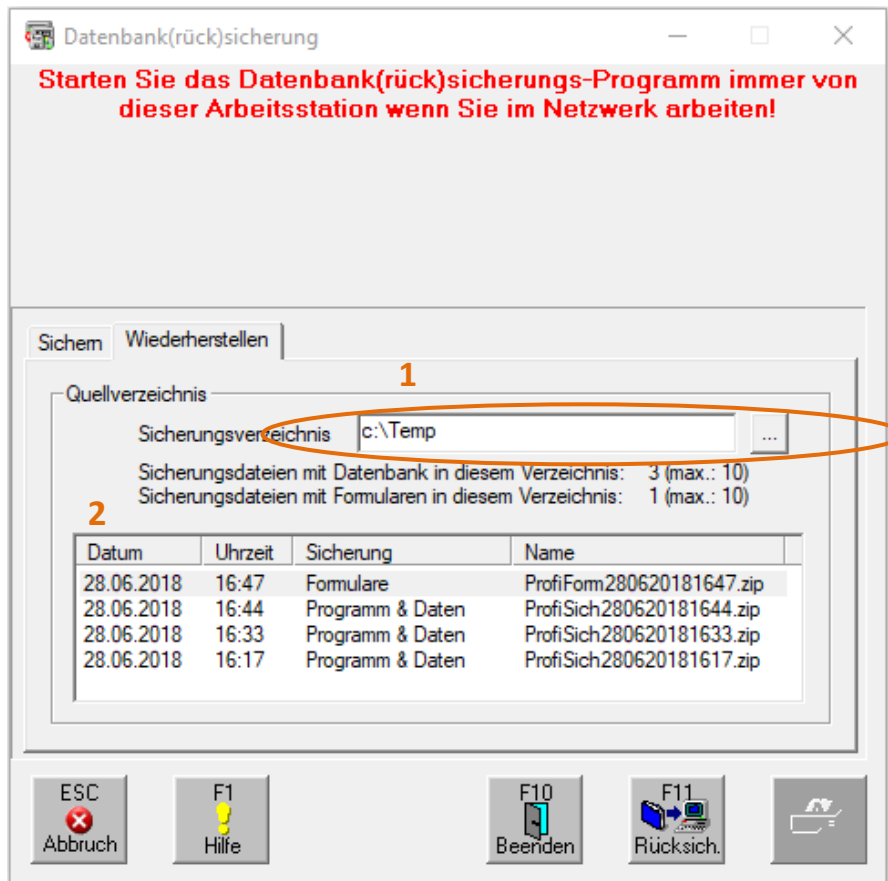 Datenbank(rück)sicherung
Starten Sie das Datenbank(rück)sicherungs-Programm immer von
dieser Arbeitsstation wenn Sie im Netzwerk arbeiten!
Sichern Wiederherstellen
1
Quellverzeichnis
Sicherungsverzeichnis c:\Temp ...
Sicherungsdateien mit Datenbank in diesem Verzeichnis: 3 (max.: 10)
Sicherungsdateien mit Formularen in diesem Verzeichnis: 1 (max.: 10)
2
Datum Uhrzeit Sicherung Name
28.06.2018 16:47 Formulare ProfiForm280620181647.zip
28.06.2018 16:44 Programm & Daten ProfiSich280620181644.zip
28.06.2018 16:33 Programm & Daten ProfiSich280620181633.zip
28.06.2018 16:17 Programm & Daten ProfiSich280620181617.zip
ESC F1 F10 F11
Abbruch Hilfe Beenden Rücksich.